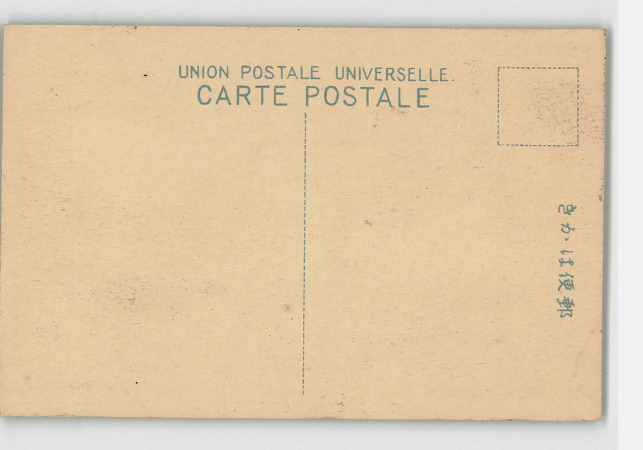 UNION POSTALE UNIVERSELLE.
CARTE POSTALE
きかは便郵